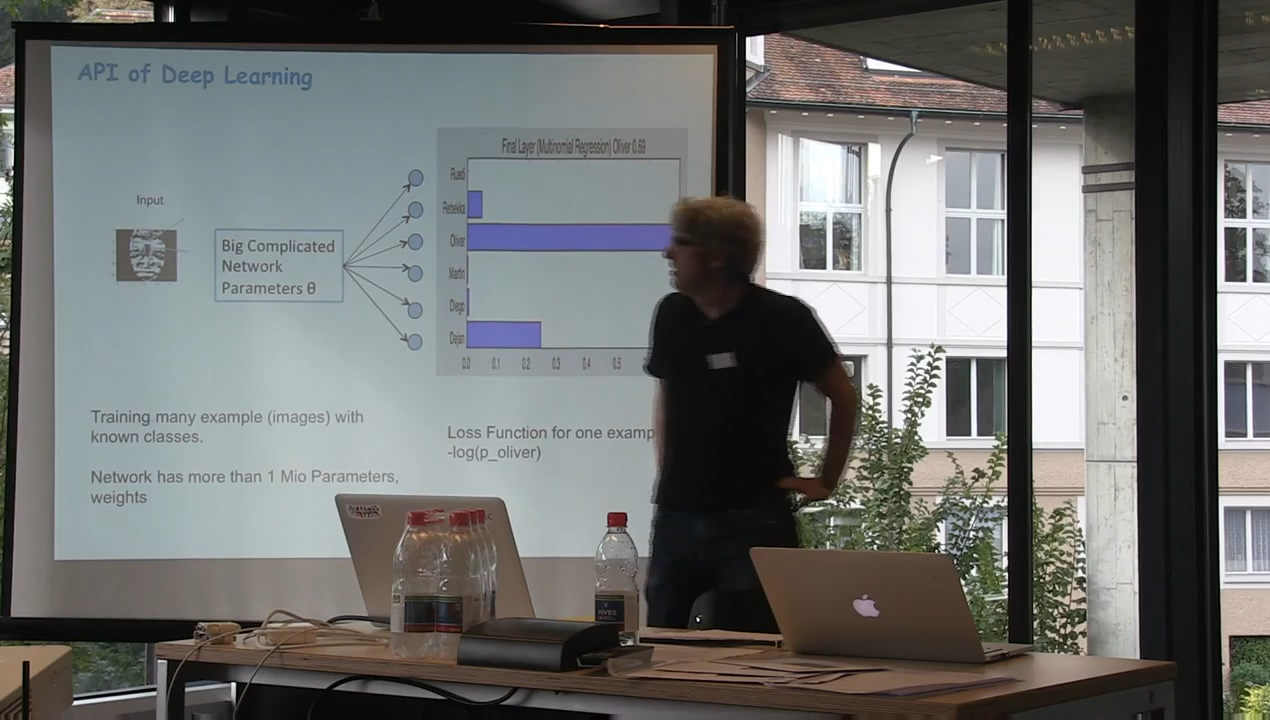 API of Deep Learning
Final Layer (Multinomial Regression) Oliver 0.69
Ruedi
Rebekka
Oliver
Martin
Diego
Dejan
0.0 0.1 0.2 0.3 0.4 0.5
Input
Big Complicated
Network
Parameters θ
Training many example (images) with
known classes.
Network has more than 1 Mio Parameters,
weights
Loss Function for one examp
-log(p_oliver)